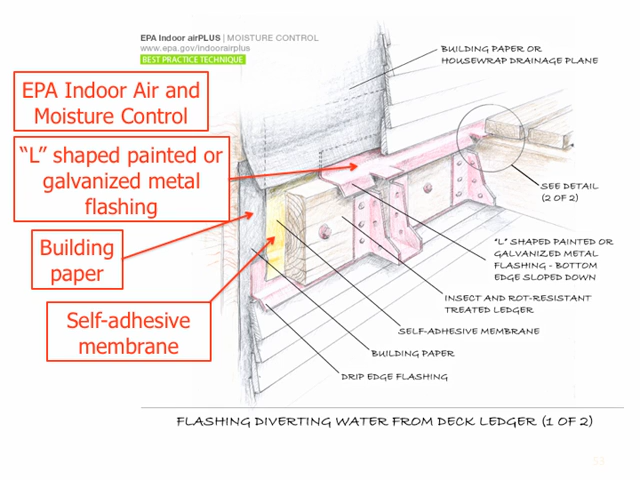 EPA Indoor airPLUS | MOISTURE CONTROL
www.epa.gov/indoorairplus
BEST PRACTICE TECHNIQUE
EPA Indoor Air and
Moisture Control
“L” shaped painted or
galvanized metal
flashing
Building
paper
Self-adhesive
membrane
BUILDING PAPER OR
HOUSEWRAP DRAINAGE PLANE
SEE DETAIL
(2 OF 2)
"L" SHAPED PAINTED OR
GALVANIZED METAL
FLASHING - BOTTOM
EDGE SLOPED DOWN
INSECT AND ROT-RESISTANT
TREATED LEDGER
SELF-ADHESIVE MEMBRANE
BUILDING PAPER
DRIP EDGE FLASHING
FLASHING DIVERTING WATER FROM DECK LEDGER (1 OF 2)
53